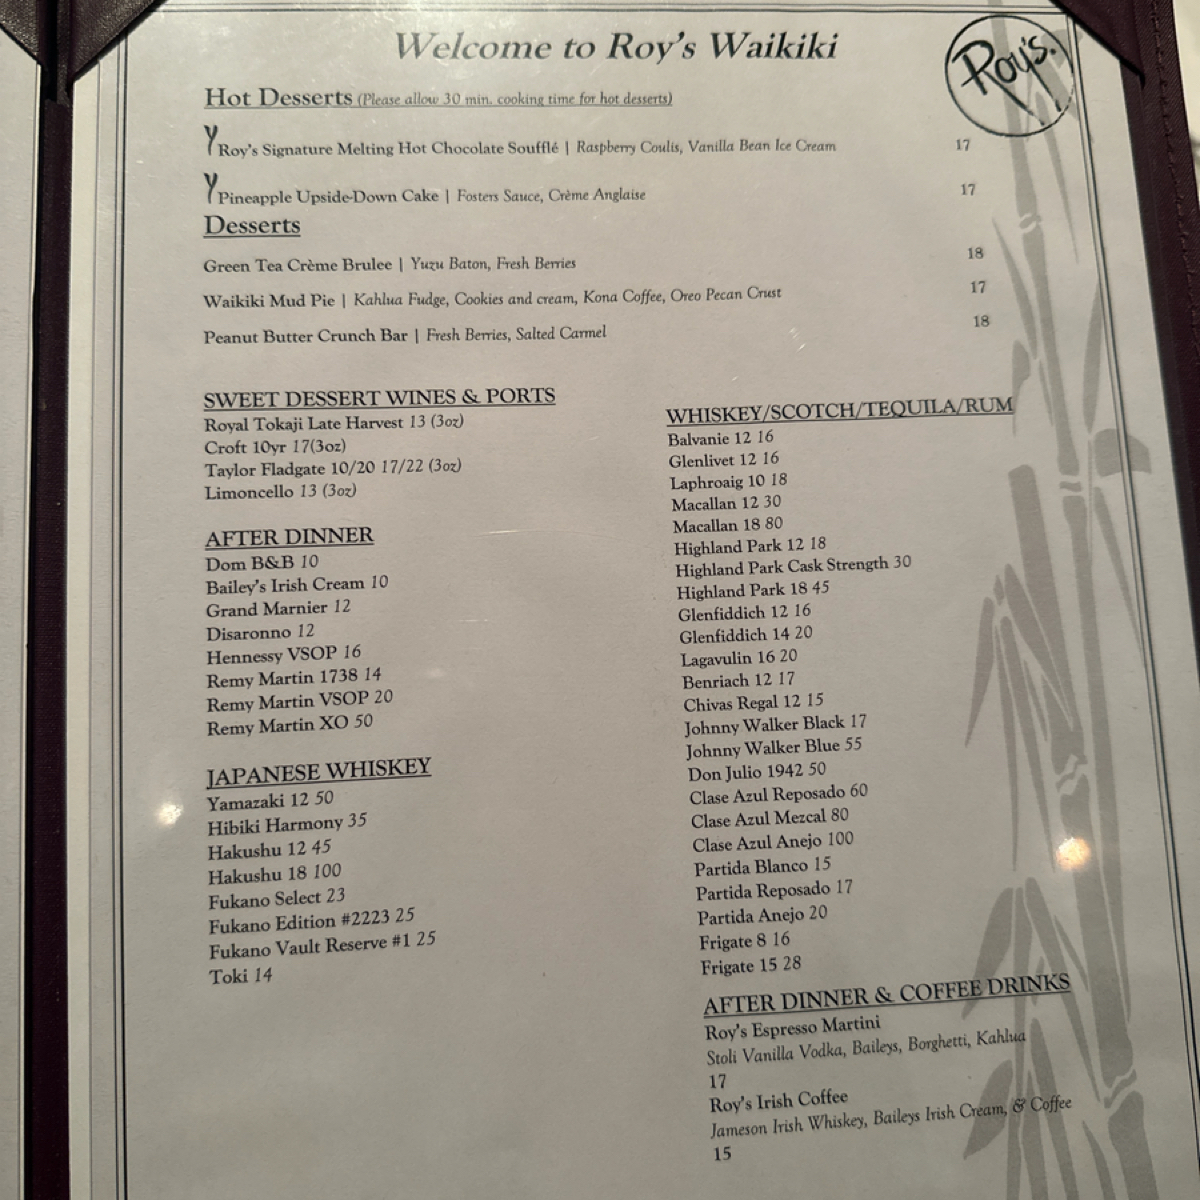 Welcome to Roy's Waikiki
Roy's.
Hot Desserts (Please allow 30 min. cooking time for hot desserts)
Roy's Signature Melting Hot Chocolate Soufflé | Raspberry Coulis, Vanilla Bean Ice Cream 17
Pineapple Upside-Down Cake | Fosters Sauce, Crème Anglaise 17
Desserts
Green Tea Crème Brulee | Yuzu Baton, Fresh Berries 18
Waikiki Mud Pie | Kahlua Fudge, Cookies and cream, Kona Coffee, Oreo Pecan Crust 17
Peanut Butter Crunch Bar | Fresh Berries, Salted Carmel 18
SWEET DESSERT WINES & PORTS
Royal Tokaji Late Harvest 13 (3oz)
Croft 10yr 17(3oz)
Taylor Fladgate 10/20 17/22 (3oz)
Limoncello 13 (3oz)
AFTER DINNER
Dom B&B 10
Bailey's Irish Cream 10
Grand Marnier 12
Disaronno 12
Hennessy VSOP 16
Remy Martin 1738 14
Remy Martin VSOP 20
Remy Martin XO 50
JAPANESE WHISKEY
Yamazaki 12 50
Hibiki Harmony 35
Hakushu 12 45
Hakushu 18 100
Fukano Select 23
Fukano Edition #2223 25
Fukano Vault Reserve #1 25
Toki 14
WHISKEY/SCOTCH/TEQUILA/RUM
Balvanie 12 16
Glenlivet 12 16
Laphroaig 10 18
Macallan 12 30
Macallan 18 80
Highland Park 12 18
Highland Park Cask Strength 30
Highland Park 18 45
Glenfiddich 12 16
Glenfiddich 14 20
Lagavulin 16 20
Benriach 12 17
Chivas Regal 12 15
Johnny Walker Black 17
Johnny Walker Blue 55
Don Julio 1942 50
Clase Azul Reposado 60
Clase Azul Mezcal 80
Clase Azul Anejo 100
Partida Blanco 15
Partida Reposado 17
Partida Anejo 20
Frigate 8 16
Frigate 15 28
AFTER DINNER & COFFEE DRINKS
Roy's Espresso Martini
Stoli Vanilla Vodka, Baileys, Borghetti, Kahlua
17
Roy's Irish Coffee
Jameson Irish Whiskey, Baileys Irish Cream, & Coffee
15